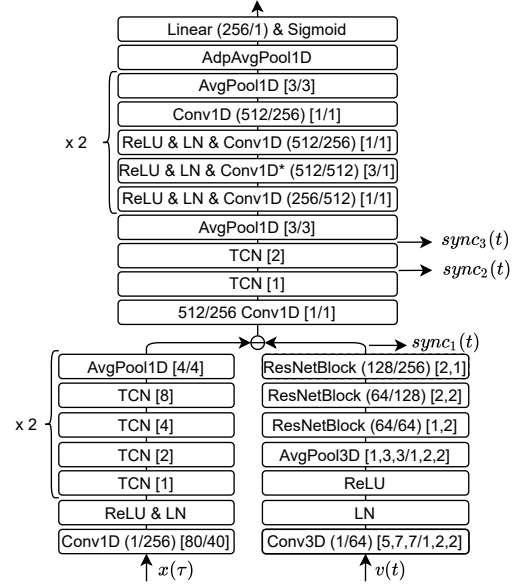 Linear (256/1) & Sigmoid
AdpAvgPool1D
AvgPool1D [3/3]
Conv1D (512/256) [1/1]
x 2
ReLU & LN & Conv1D (512/256) [1/1]
ReLU & LN & Conv1D* (512/512) [3/1]
ReLU & LN & Conv1D (256/512) [1/1]
AvgPool1D [3/3]
sync₃(t)
TCN [2]
sync₂(t)
TCN [1]
512/256 Conv1D [1/1]
sync₁(t)
AvgPool1D [4/4]
TCN [8]
x 2
TCN [4]
TCN [2]
TCN [1]
ReLU & LN
Conv1D (1/256) [80/40]
x(τ)
ResNetBlock (128/256) [2,1]
ResNetBlock (64/128) [2,2]
ResNetBlock (64/64) [1,2]
AvgPool3D [1,3,3/1,2,2]
ReLU
LN
Conv3D (1/64) [5,7,7/1,2,2]
v(t)